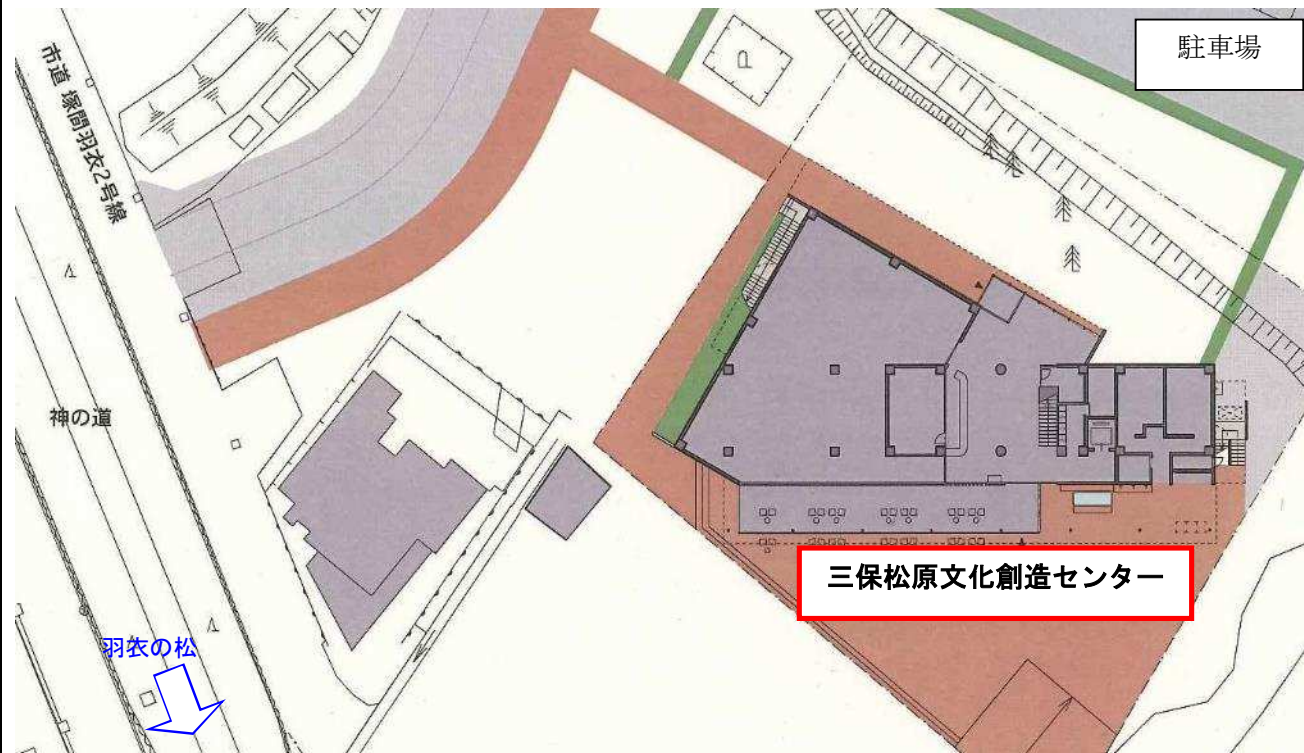 駐車場
P
市道 塚間羽衣2号線
神の道
三保松原文化創造センター
羽衣の松